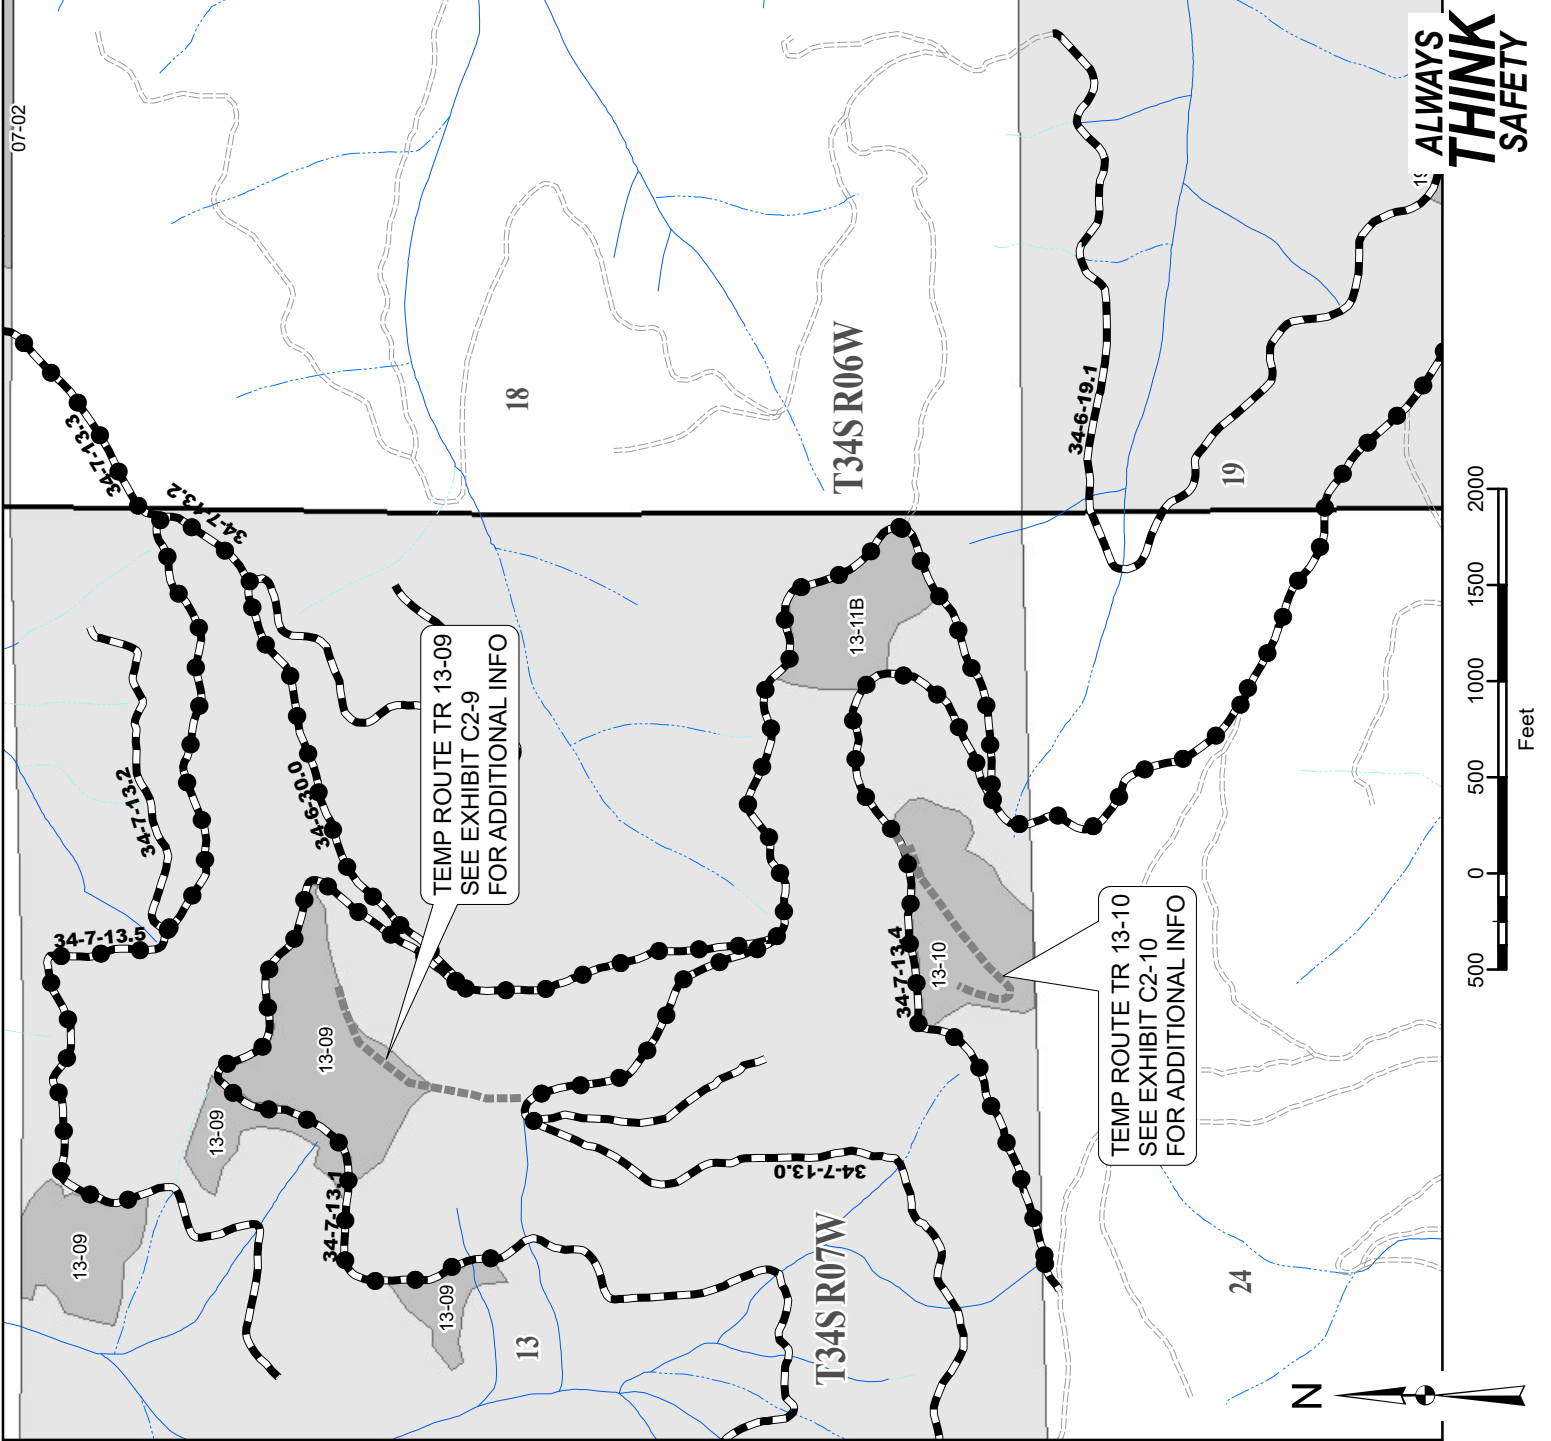 07-02
34-7-13.3
34-7-13.2
34-7-13.2
34-6-30.0
34-7-13.5
13-09
13-09
13-09
13-09
34-7-13.1
TEMP ROUTE TR 13-09
SEE EXHIBIT C2-9
FOR ADDITIONAL INFO
18
T34S R06W
13-11B
34-6-19.1
19
19
34-7-13.4
13-10
34-7-13.0
13
T34S R07W
TEMP ROUTE TR 13-10
SEE EXHIBIT C2-10
FOR ADDITIONAL INFO
24
N
500 0 500 1000 1500 2000
Feet
ALWAYS
THINK
SAFETY